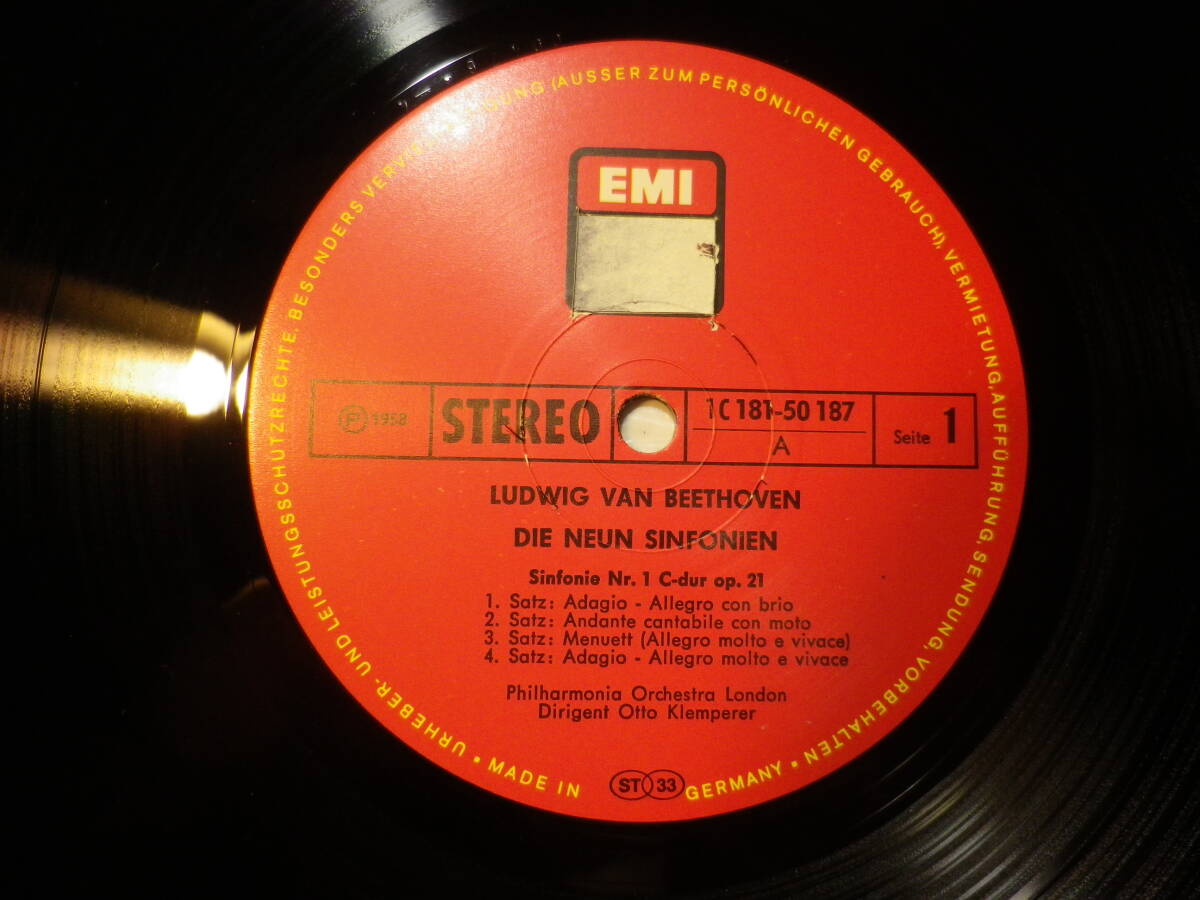 EMI
℗ 1958
STEREO
1C 181-50 187
A
Seite 1
LUDWIG VAN BEETHOVEN
DIE NEUN SINFONIEN
Sinfonie Nr. 1 C-dur op. 21
1. Satz: Adagio - Allegro con brio
2. Satz: Andante cantabile con moto
3. Satz: Menuett (Allegro molto e vivace)
4. Satz: Adagio - Allegro molto e vivace
Philharmonia Orchestra London
Dirigent Otto Klemperer
URHEBER- UND LEISTUNGSSCHUTZRECHTE, BESONDERS (AUSSER ZUM PERSÖNLICHEN GEBRAUCH), VERMIETUNG, AUFFÜHRUNG, SENDUNG, VORBEHALTEN ▪
▪ MADE IN GERMANY ▪
ST 33